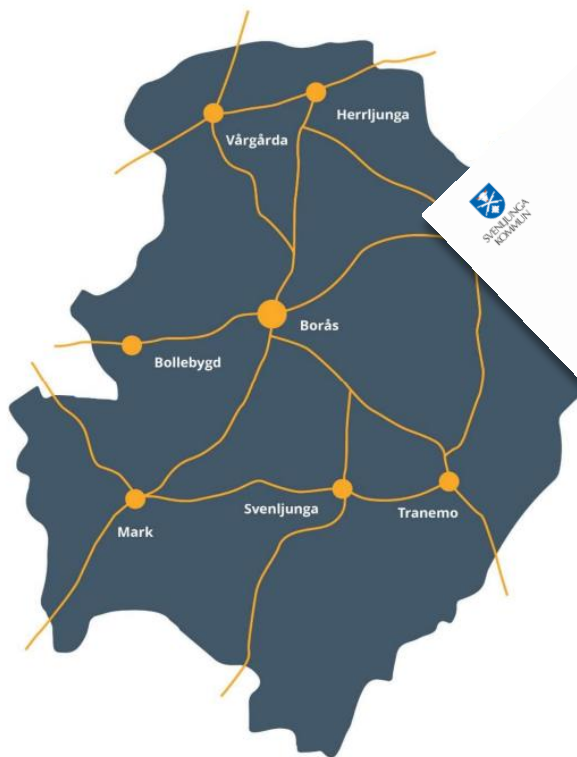 Herrljunga
Vårgårda
SVENLJUNGA
KOMMUN
Borås
Bollebygd
Svenljunga
Tranemo
Mark